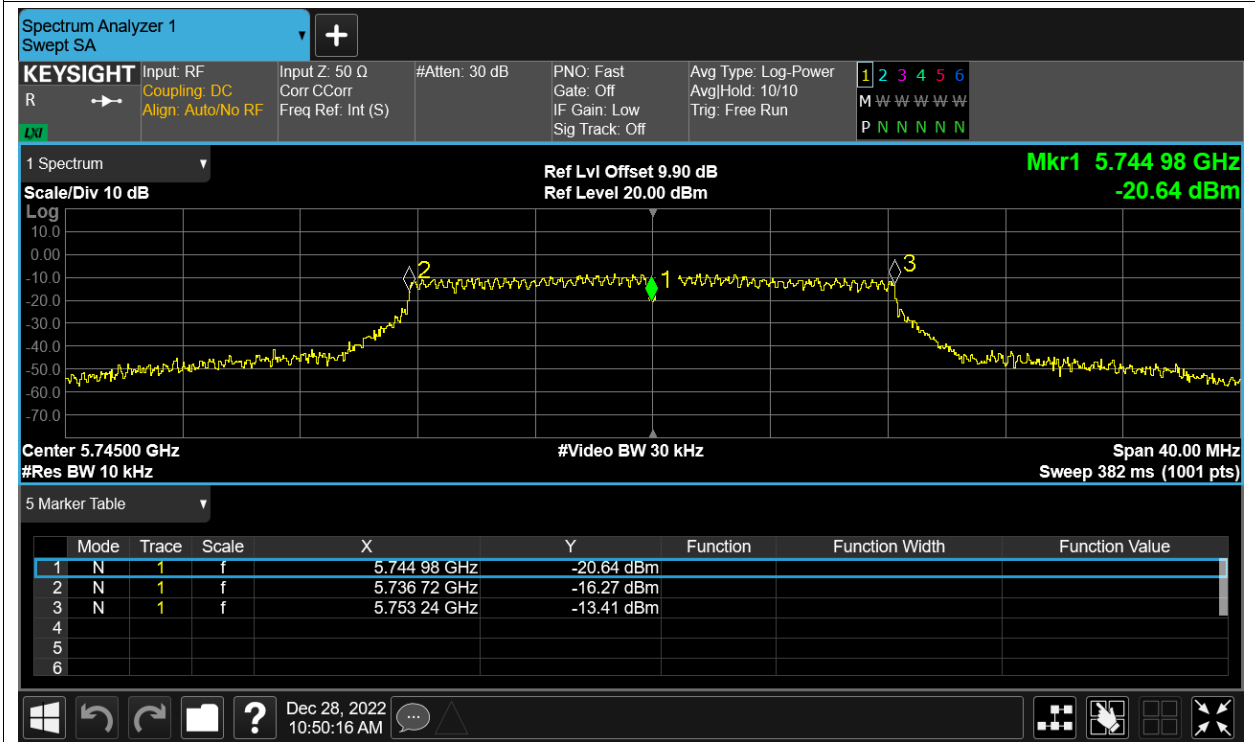 Spectrum Analyzer 1
Swept SA
+
KEYSIGHT
R
LXI
Input: RF
Coupling: DC
Align: Auto/No RF
Input Z: 50 Ω
Corr CCorr
Freq Ref: Int (S)
#Atten: 30 dB
PNO: Fast
Gate: Off
IF Gain: Low
Sig Track: Off
Avg Type: Log-Power
Avg|Hold: 10/10
Trig: Free Run
1 2 3 4 5 6
M W W W W W
P N N N N N
1 Spectrum
Scale/Div 10 dB
Ref Lvl Offset 9.90 dB
Ref Level 20.00 dBm
Mkr1 5.744 98 GHz
-20.64 dBm
Log
10.0
0.00
-10.0
-20.0
-30.0
-40.0
-50.0
-60.0
-70.0
2
1
3
Center 5.74500 GHz
#Res BW 10 kHz
#Video BW 30 kHz
Span 40.00 MHz
Sweep 382 ms (1001 pts)
5 Marker Table
Mode Trace Scale X Y Function Function Width Function Value
1 N 1 f 5.744 98 GHz -20.64 dBm
2 N 1 f 5.736 72 GHz -16.27 dBm
3 N 1 f 5.753 24 GHz -13.41 dBm
4
5
6
?
Dec 28, 2022
10:50:16 AM